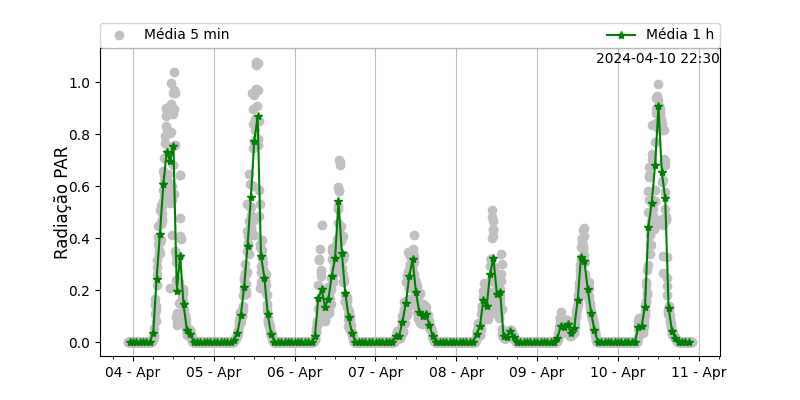 Média 5 min
Média 1 h
2024-04-10 22:30
Radiação PAR
1.0
0.8
0.6
0.4
0.2
0.0
04 - Apr
05 - Apr
06 - Apr
07 - Apr
08 - Apr
09 - Apr
10 - Apr
11 - Apr